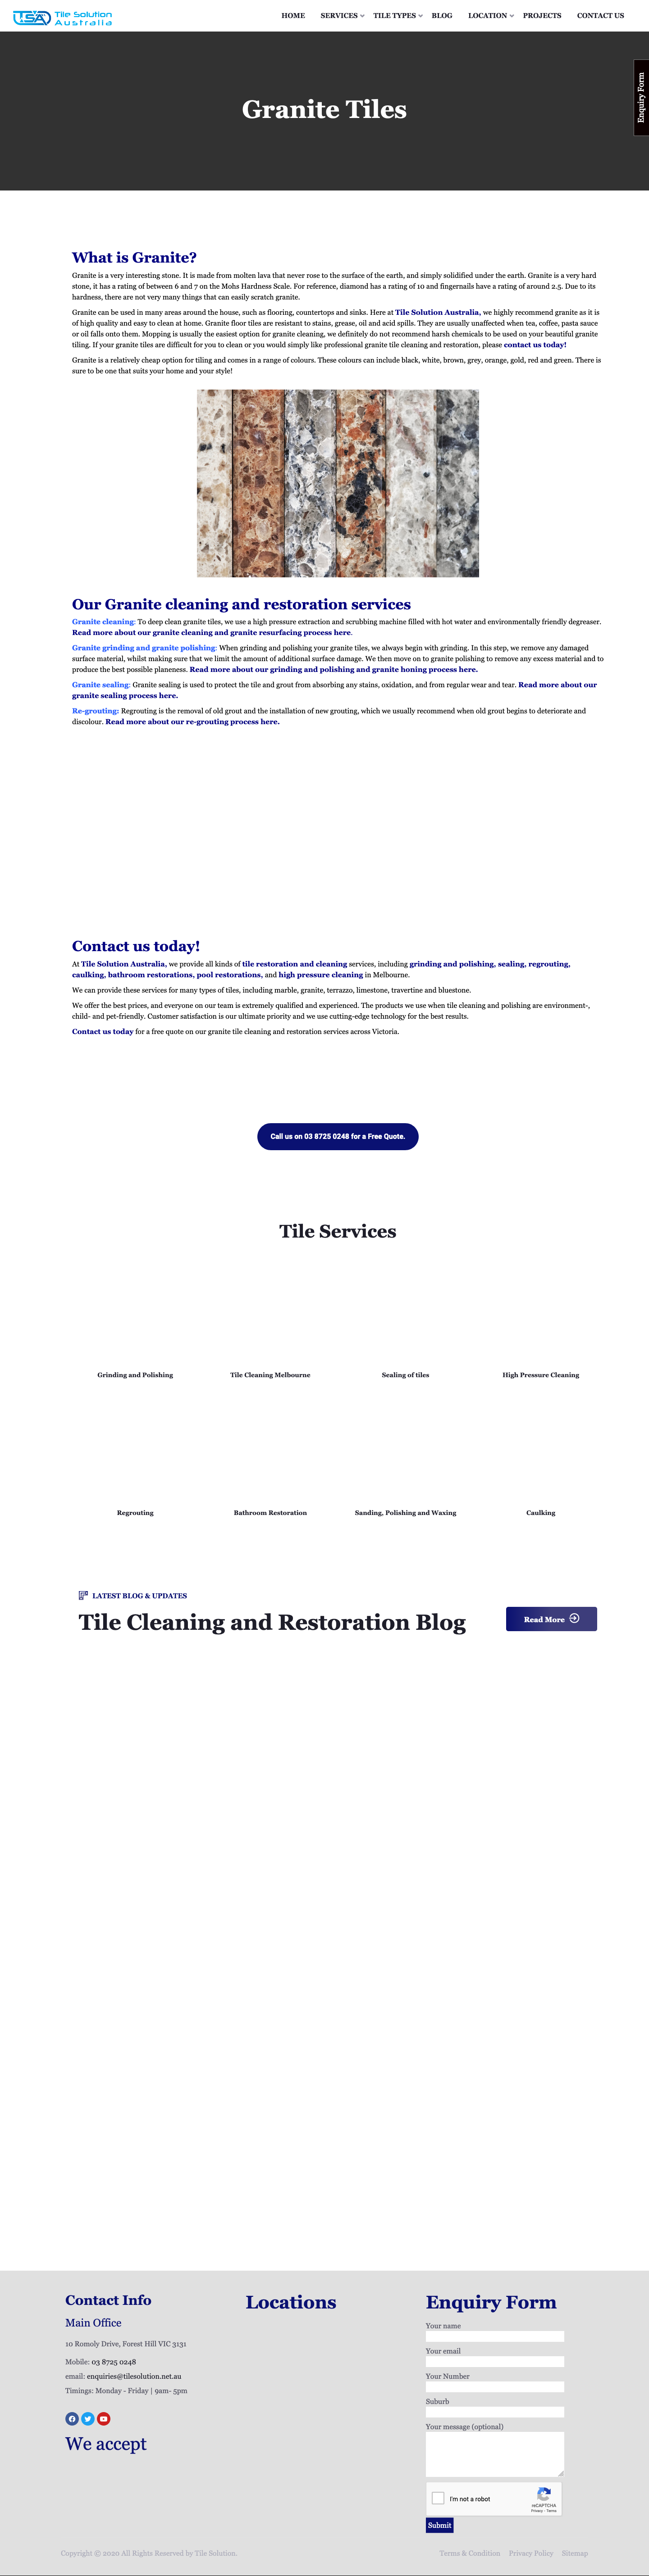 TSA Tile Solution
Australia
HOME SERVICES TILE TYPES BLOG LOCATION PROJECTS CONTACT US
Enquiry Form
Granite Tiles
What is Granite?
Granite is a very interesting stone. It is made from molten lava that never rose to the surface of the earth, and simply solidified under the earth. Granite is a very hard
stone, it has a rating of between 6 and 7 on the Mohs Hardness Scale. For reference, diamond has a rating of 10 and fingernails have a rating of around 2.5. Due to its
hardness, there are not very many things that can easily scratch granite.
Granite can be used in many areas around the house, such as flooring, countertops and sinks. Here at Tile Solution Australia, we highly recommend granite as it is
of high quality and easy to clean at home. Granite floor tiles are resistant to stains, grease, oil and acid spills. They are usually unaffected when tea, coffee, pasta sauce
or oil falls onto them. Mopping is usually the easiest option for granite cleaning, we definitely do not recommend harsh chemicals to be used on your beautiful granite
tiling. If your granite tiles are difficult for you to clean or you would simply like professional granite tile cleaning and restoration, please contact us today!
Granite is a relatively cheap option for tiling and comes in a range of colours. These colours can include black, white, brown, grey, orange, gold, red and green. There is
sure to be one that suits your home and your style!
Our Granite cleaning and restoration services
Granite cleaning: To deep clean granite tiles, we use a high pressure extraction and scrubbing machine filled with hot water and environmentally friendly degreaser.
Read more about our granite cleaning and granite resurfacing process here.
Granite grinding and granite polishing: When grinding and polishing your granite tiles, we always begin with grinding. In this step, we remove any damaged
surface material, whilst making sure that we limit the amount of additional surface damage. We then move on to granite polishing to remove any excess material and to
produce the best possible planeness. Read more about our grinding and polishing and granite honing process here.
Granite sealing: Granite sealing is used to protect the tile and grout from absorbing any stains, oxidation, and from regular wear and tear. Read more about our
granite sealing process here.
Re-grouting: Regrouting is the removal of old grout and the installation of new grouting, which we usually recommend when old grout begins to deteriorate and
discolour. Read more about our re-grouting process here.
Contact us today!
At Tile Solution Australia, we provide all kinds of tile restoration and cleaning services, including grinding and polishing, sealing, regrouting,
caulking, bathroom restorations, pool restorations, and high pressure cleaning in Melbourne.
We can provide these services for many types of tiles, including marble, granite, terrazzo, limestone, travertine and bluestone.
We offer the best prices, and everyone on our team is extremely qualified and experienced. The products we use when tile cleaning and polishing are environment-,
child- and pet-friendly. Customer satisfaction is our ultimate priority and we use cutting-edge technology for the best results.
Contact us today for a free quote on our granite tile cleaning and restoration services across Victoria.
Call us on 03 8725 0248 for a Free Quote.
Tile Services
Grinding and Polishing Tile Cleaning Melbourne Sealing of tiles High Pressure Cleaning
Regrouting Bathroom Restoration Sanding, Polishing and Waxing Caulking
LATEST BLOG & UPDATES
Tile Cleaning and Restoration Blog
Read More
Contact Info
Main Office
10 Romoly Drive, Forest Hill VIC 3131
Mobile: 03 8725 0248
email: enquiries@tilesolution.net.au
Timings: Monday - Friday | 9am- 5pm
We accept
Locations
Enquiry Form
Your name
Your email
Your Number
Suburb
Your message (optional)
I'm not a robot
reCAPTCHA
Privacy - Terms
Submit
Copyright © 2020 All Rights Reserved by Tile Solution.
Terms & Condition Privacy Policy Sitemap